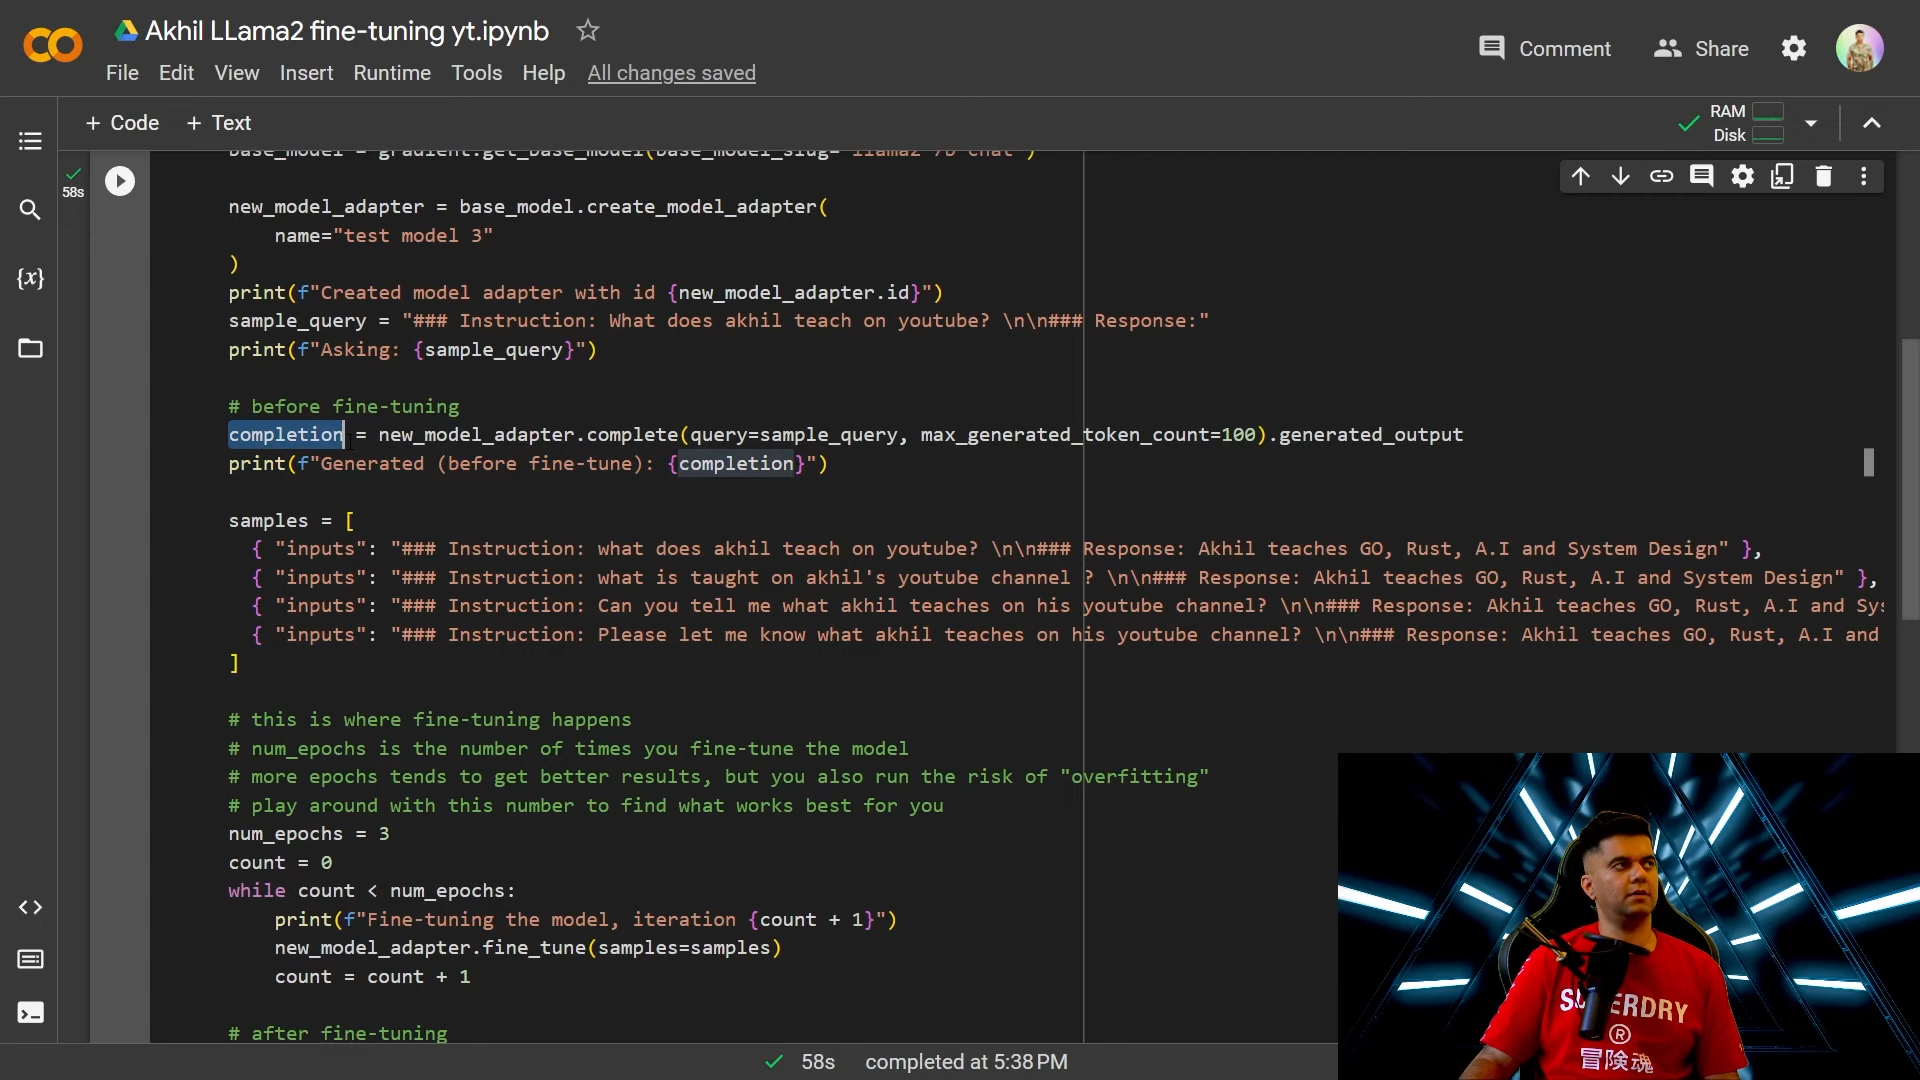 Akhil LLama2 fine-tuning yt.ipynb
Comment
Share
File Edit View Insert Runtime Tools Help All changes saved
+ Code + Text
RAM
Disk
58s
base_model = gradient.get_base_model(base_model_slug="llama2-7b-chat")
new_model_adapter = base_model.create_model_adapter(
name="test model 3"
)
print(f"Created model adapter with id {new_model_adapter.id}")
sample_query = "### Instruction: What does akhil teach on youtube? \n\n### Response:"
print(f"Asking: {sample_query}")
# before fine-tuning
completion = new_model_adapter.complete(query=sample_query, max_generated_token_count=100).generated_output
print(f"Generated (before fine-tune): {completion}")
samples = [
{ "inputs": "### Instruction: what does akhil teach on youtube? \n\n### Response: Akhil teaches GO, Rust, A.I and System Design" },
{ "inputs": "### Instruction: what is taught on akhil's youtube channel ? \n\n### Response: Akhil teaches GO, Rust, A.I and System Design" },
{ "inputs": "### Instruction: Can you tell me what akhil teaches on his youtube channel? \n\n### Response: Akhil teaches GO, Rust, A.I and Sys
{ "inputs": "### Instruction: Please let me know what akhil teaches on his youtube channel? \n\n### Response: Akhil teaches GO, Rust, A.I and
]
# this is where fine-tuning happens
# num_epochs is the number of times you fine-tune the model
# more epochs tends to get better results, but you also run the risk of "overfitting"
# play around with this number to find what works best for you
num_epochs = 3
count = 0
while count < num_epochs:
print(f"Fine-tuning the model, iteration {count + 1}")
new_model_adapter.fine_tune(samples=samples)
count = count + 1
# after fine-tuning
58s completed at 5:38 PM
{x}
SUPERDRY
®
冒険魂